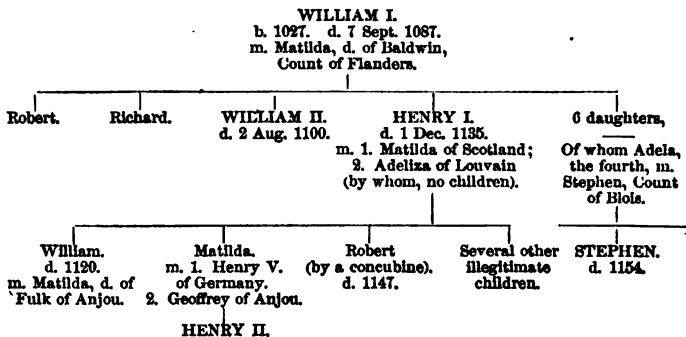 WILLIAM I.
b. 1027. d. 7 Sept. 1087.
m. Matilda, d. of Baldwin,
Count of Flanders.
Robert.
Richard.
WILLIAM II.
d. 2 Aug. 1100.
HENRY I.
d. 1 Dec. 1135.
m. 1. Matilda of Scotland;
2. Adeliza of Louvain
(by whom, no children).
6 daughters,
Of whom Adela,
the fourth, m.
Stephen, Count
of Blois.
William.
d. 1120.
m. Matilda, d. of
Fulk of Anjou.
Matilda.
m. 1. Henry V.
of Germany.
2. Geoffrey of Anjou.
HENRY II.
Robert
(by a concubine).
d. 1147.
Several other
illegitimate
children.
STEPHEN.
d. 1154.